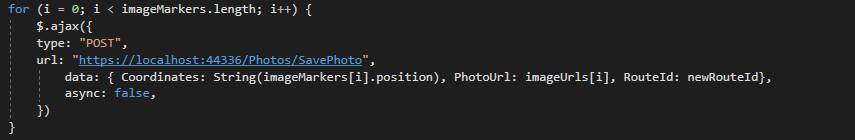 for (i = 0; i < imageMarkers.length; i++) {
    $.ajax({
    type: "POST",
    url: "https://localhost:44336/Photos/SavePhoto",
        data: { Coordinates: String(imageMarkers[i].position), PhotoUrl: imageUrls[i], RouteId: newRouteId},
        async: false,
    })
}